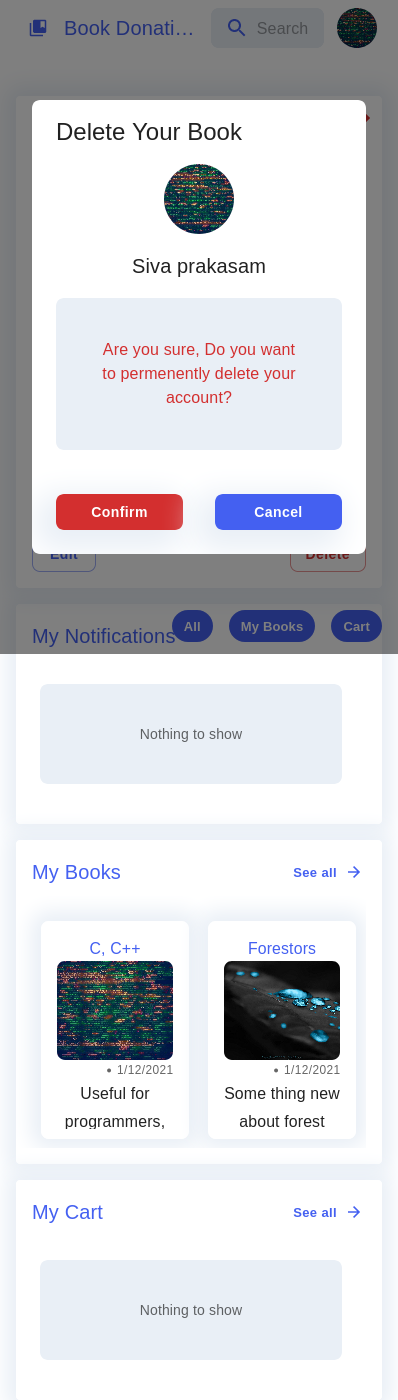 Book Donati...
Search
Delete Your Book
Siva prakasam
Are you sure, Do you want
to permenently delete your
account?
Confirm
Cancel
Edit
Delete
My Notifications
All
My Books
Cart
Nothing to show
My Books
See all
C, C++
Forestors
• 1/12/2021
• 1/12/2021
Useful for
programmers,
Some thing new
about forest
My Cart
See all
Nothing to show